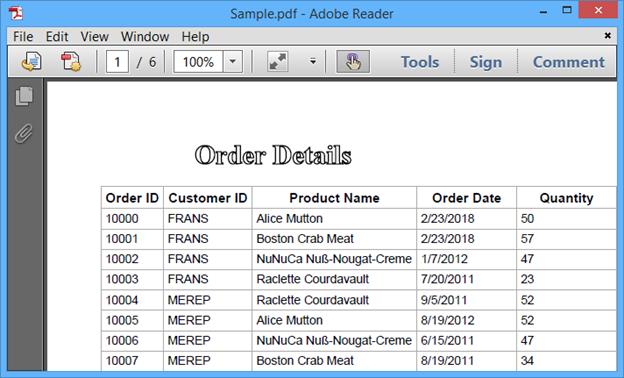 Sample.pdf - Adobe Reader
File Edit View Window Help
1 / 6 100% Tools Sign Comment
Order Details
Order ID Customer ID Product Name Order Date Quantity
10000 FRANS Alice Mutton 2/23/2018 50
10001 FRANS Boston Crab Meat 2/23/2018 57
10002 FRANS NuNuCa Nuß-Nougat-Creme 1/7/2012 47
10003 FRANS Raclette Courdavault 7/20/2011 23
10004 MEREP Raclette Courdavault 9/5/2011 52
10005 MEREP Alice Mutton 8/19/2012 52
10006 MEREP NuNuCa Nuß-Nougat-Creme 6/15/2011 47
10007 MEREP Boston Crab Meat 8/19/2011 34